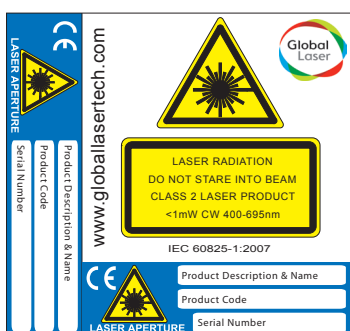 CE
LASER APERTURE
Product Description & Name
Product Code
Serial Number
www.globallasertech.com
Global
Laser
LASER RADIATION
DO NOT STARE INTO BEAM
CLASS 2 LASER PRODUCT
<1mW CW 400-695nm
IEC 60825-1:2007
CE
LASER APERTURE
Product Description & Name
Product Code
Serial Number